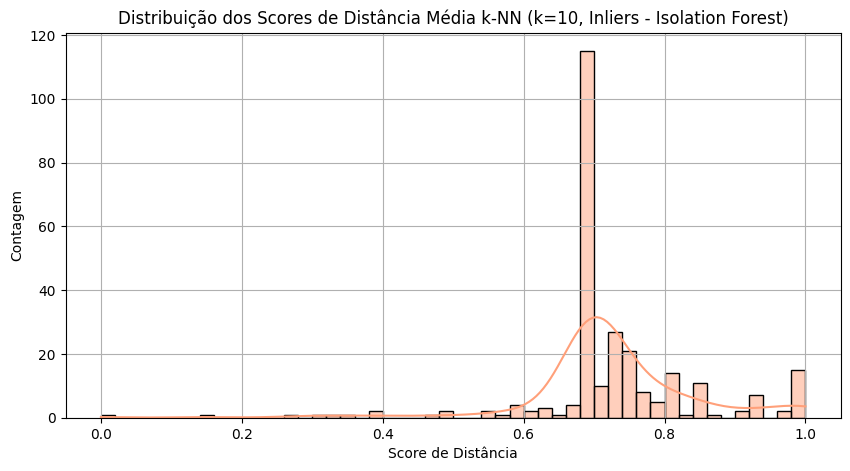 Distribuição dos Scores de Distância Média k-NN (k=10, Inliers - Isolation Forest)
120
100
80
60
40
20
0
Contagem
0.0 0.2 0.4 0.6 0.8 1.0
Score de Distância